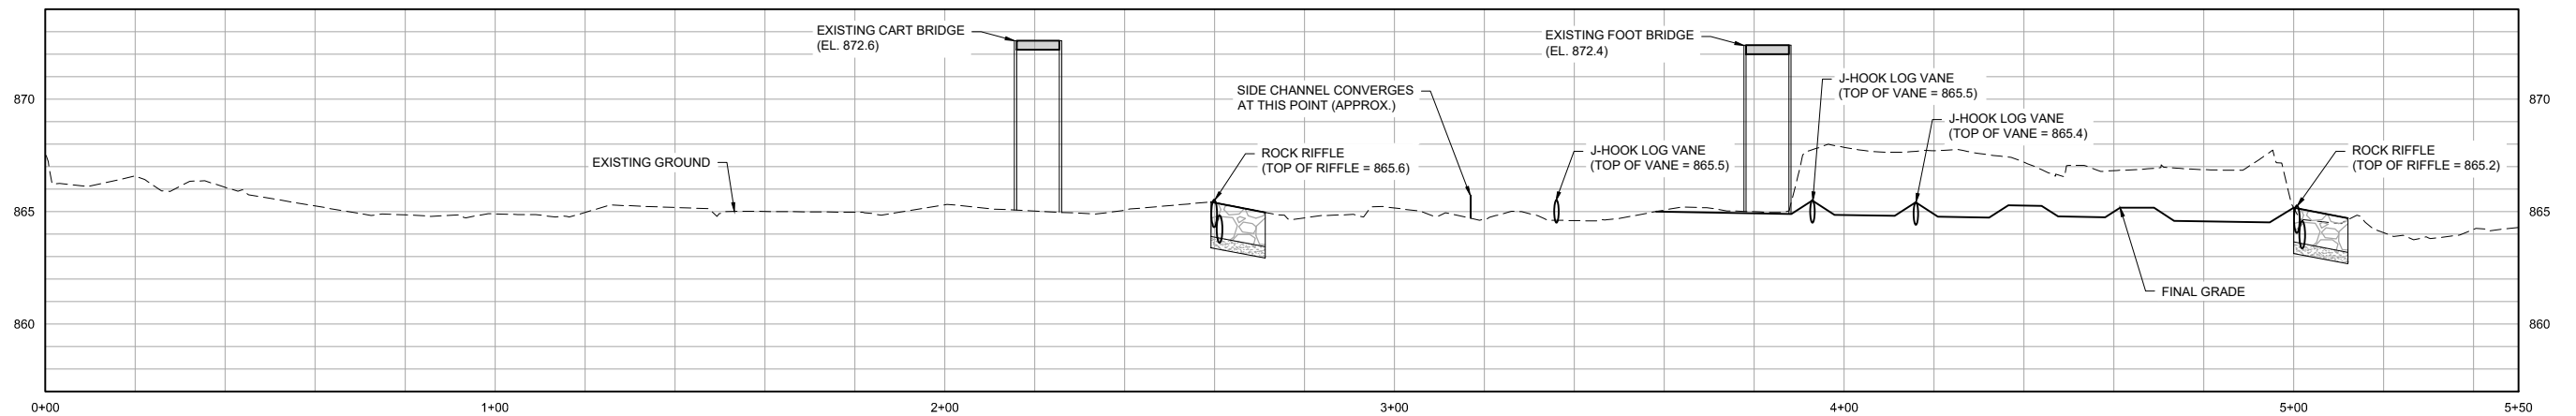 EXISTING CART BRIDGE
(EL. 872.6)
EXISTING FOOT BRIDGE
(EL. 872.4)
J-HOOK LOG VANE
(TOP OF VANE = 865.5)
SIDE CHANNEL CONVERGES
AT THIS POINT (APPROX.)
870
870
J-HOOK LOG VANE
(TOP OF VANE = 865.4)
EXISTING GROUND
ROCK RIFFLE
(TOP OF RIFFLE = 865.6)
J-HOOK LOG VANE
(TOP OF VANE = 865.5)
ROCK RIFFLE
(TOP OF RIFFLE = 865.2)
865
865
FINAL GRADE
860
860
0+00
1+00
2+00
3+00
4+00
5+00
5+50